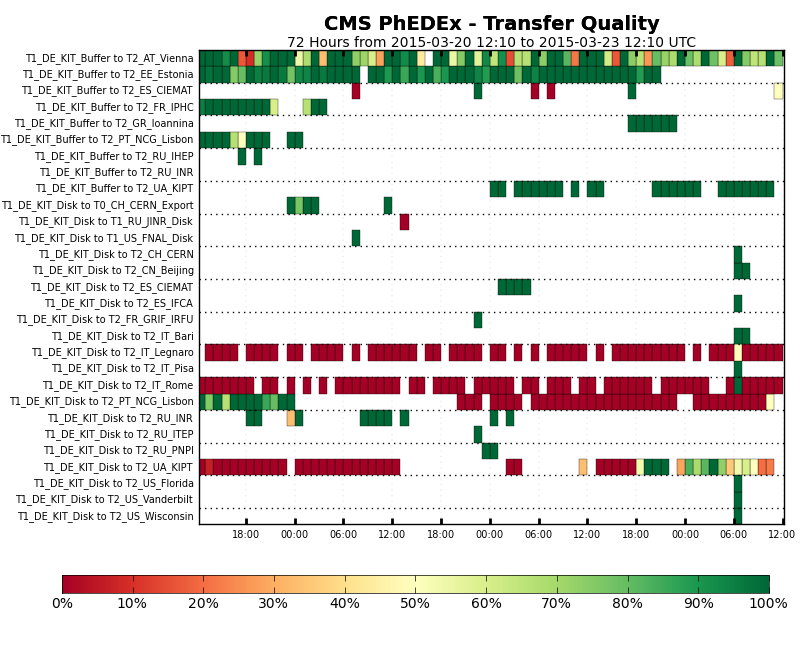 CMS PhEDEx - Transfer Quality
72 Hours from 2015-03-20 12:10 to 2015-03-23 12:10 UTC
T1_DE_KIT_Buffer to T2_AT_Vienna
T1_DE_KIT_Buffer to T2_EE_Estonia
T1_DE_KIT_Buffer to T2_ES_CIEMAT
T1_DE_KIT_Buffer to T2_FR_IPHC
T1_DE_KIT_Buffer to T2_GR_Ioannina
T1_DE_KIT_Buffer to T2_PT_NCG_Lisbon
T1_DE_KIT_Buffer to T2_RU_IHEP
T1_DE_KIT_Buffer to T2_RU_INR
T1_DE_KIT_Buffer to T2_UA_KIPT
T1_DE_KIT_Disk to T0_CH_CERN_Export
T1_DE_KIT_Disk to T1_RU_JINR_Disk
T1_DE_KIT_Disk to T1_US_FNAL_Disk
T1_DE_KIT_Disk to T2_CH_CERN
T1_DE_KIT_Disk to T2_CN_Beijing
T1_DE_KIT_Disk to T2_ES_CIEMAT
T1_DE_KIT_Disk to T2_ES_IFCA
T1_DE_KIT_Disk to T2_FR_GRIF_IRFU
T1_DE_KIT_Disk to T2_IT_Bari
T1_DE_KIT_Disk to T2_IT_Legnaro
T1_DE_KIT_Disk to T2_IT_Pisa
T1_DE_KIT_Disk to T2_IT_Rome
T1_DE_KIT_Disk to T2_PT_NCG_Lisbon
T1_DE_KIT_Disk to T2_RU_INR
T1_DE_KIT_Disk to T2_RU_ITEP
T1_DE_KIT_Disk to T2_RU_PNPI
T1_DE_KIT_Disk to T2_UA_KIPT
T1_DE_KIT_Disk to T2_US_Florida
T1_DE_KIT_Disk to T2_US_Vanderbilt
T1_DE_KIT_Disk to T2_US_Wisconsin
18:00 00:00 06:00 12:00 18:00 00:00 06:00 12:00 18:00 00:00 06:00 12:00
0% 10% 20% 30% 40% 50% 60% 70% 80% 90% 100%